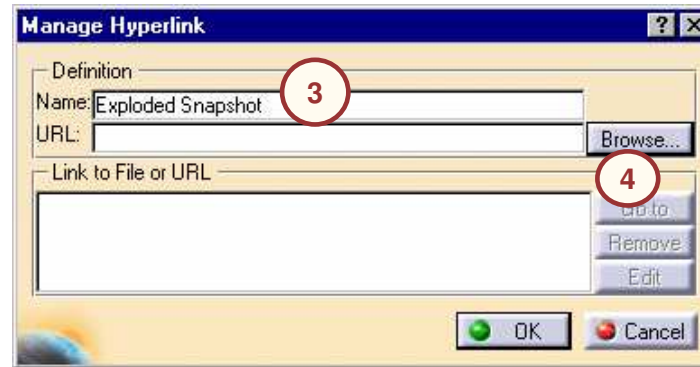 Manage Hyperlink
Definition
Name: Exploded Snapshot
3
URL:
Browse...
Link to File or URL
4
Go to
Remove
Edit
OK
Cancel